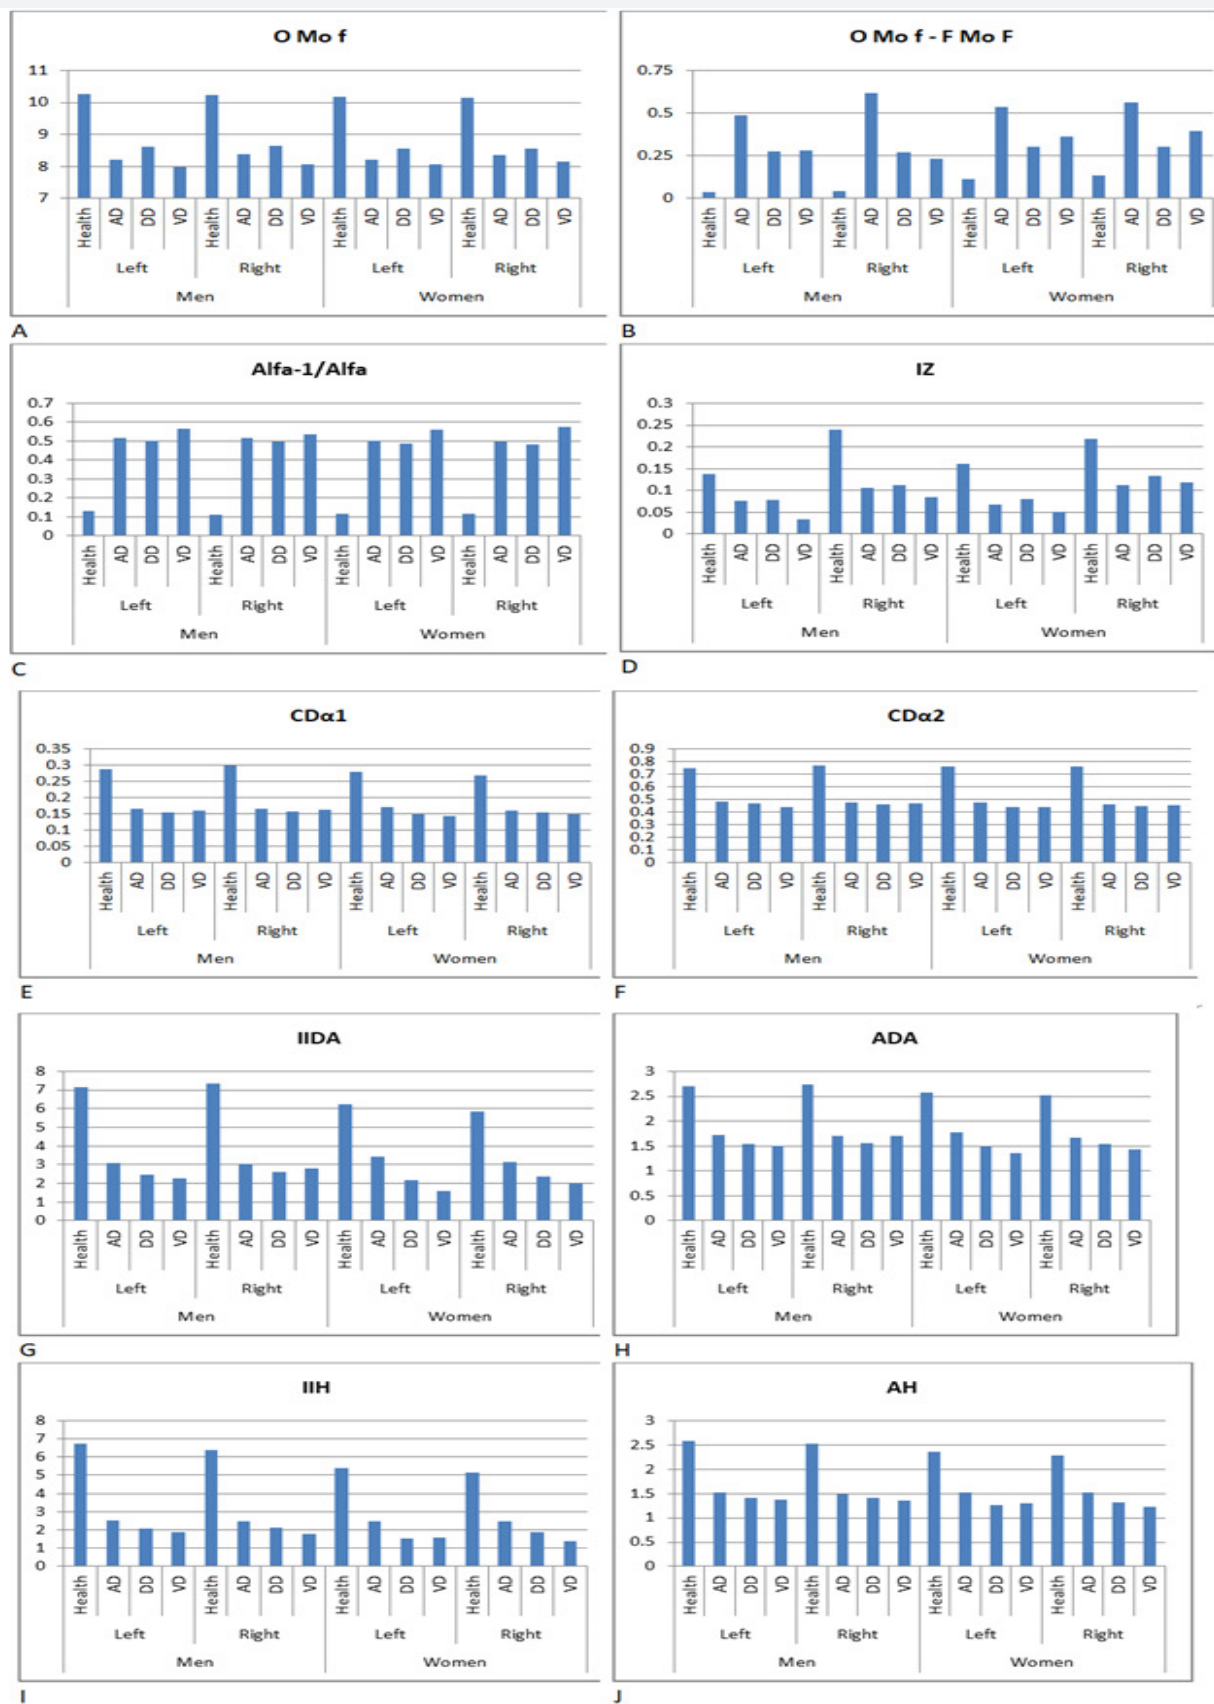 O Mo f
11
10
9
8
7
Health AD DD VD Health AD DD VD Health AD DD VD Health AD DD VD
Left Right Left Right
Men Women
A
O Mo f - F Mo F
0.75
0.5
0.25
0
Health AD DD VD Health AD DD VD Health AD DD VD Health AD DD VD
Left Right Left Right
Men Women
B
Alfa-1/Alfa
0.7
0.6
0.5
0.4
0.3
0.2
0.1
0
Health AD DD VD Health AD DD VD Health AD DD VD Health AD DD VD
Left Right Left Right
Men Women
C
IZ
0.3
0.25
0.2
0.15
0.1
0.05
0
Health AD DD VD Health AD DD VD Health AD DD VD Health AD DD VD
Left Right Left Right
Men Women
D
CDα1
0.35
0.3
0.25
0.2
0.15
0.1
0.05
0
Health AD DD VD Health AD DD VD Health AD DD VD Health AD DD VD
Left Right Left Right
Men Women
E
CDα2
0.9
0.8
0.7
0.6
0.5
0.4
0.3
0.2
0.1
0
Health AD DD VD Health AD DD VD Health AD DD VD Health AD DD VD
Left Right Left Right
Men Women
F
IIDA
8
7
6
5
4
3
2
1
0
Health AD DD VD Health AD DD VD Health AD DD VD Health AD DD VD
Left Right Left Right
Men Women
G
ADA
3
2.5
2
1.5
1
0.5
0
Health AD DD VD Health AD DD VD Health AD DD VD Health AD DD VD
Left Right Left Right
Men Women
H
IIH
8
7
6
5
4
3
2
1
0
Health AD DD VD Health AD DD VD Health AD DD VD Health AD DD VD
Left Right Left Right
Men Women
I
AH
3
2.5
2
1.5
1
0.5
0
Health AD DD VD Health AD DD VD Health AD DD VD Health AD DD VD
Left Right Left Right
Men Women
J